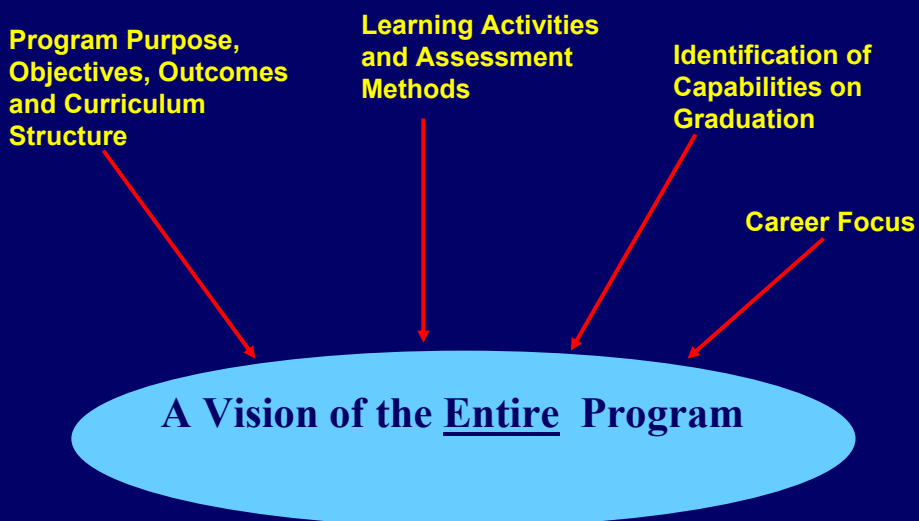 Program Purpose,
Objectives, Outcomes
and Curriculum
Structure
Learning Activities
and Assessment
Methods
Identification of
Capabilities on
Graduation
Career Focus
A Vision of the Entire Program